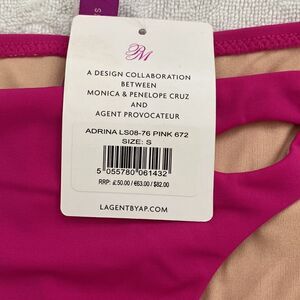 PM
A DESIGN COLLABORATION
BETWEEN
MONICA & PENELOPE CRUZ
AND
AGENT PROVOCATEUR
ADRINA LS08-76 PINK 672
SIZE: S
5 055780 061432
RRP: £50.00 / €63.00 / $82.00
LAGENTBYAP.COM
S